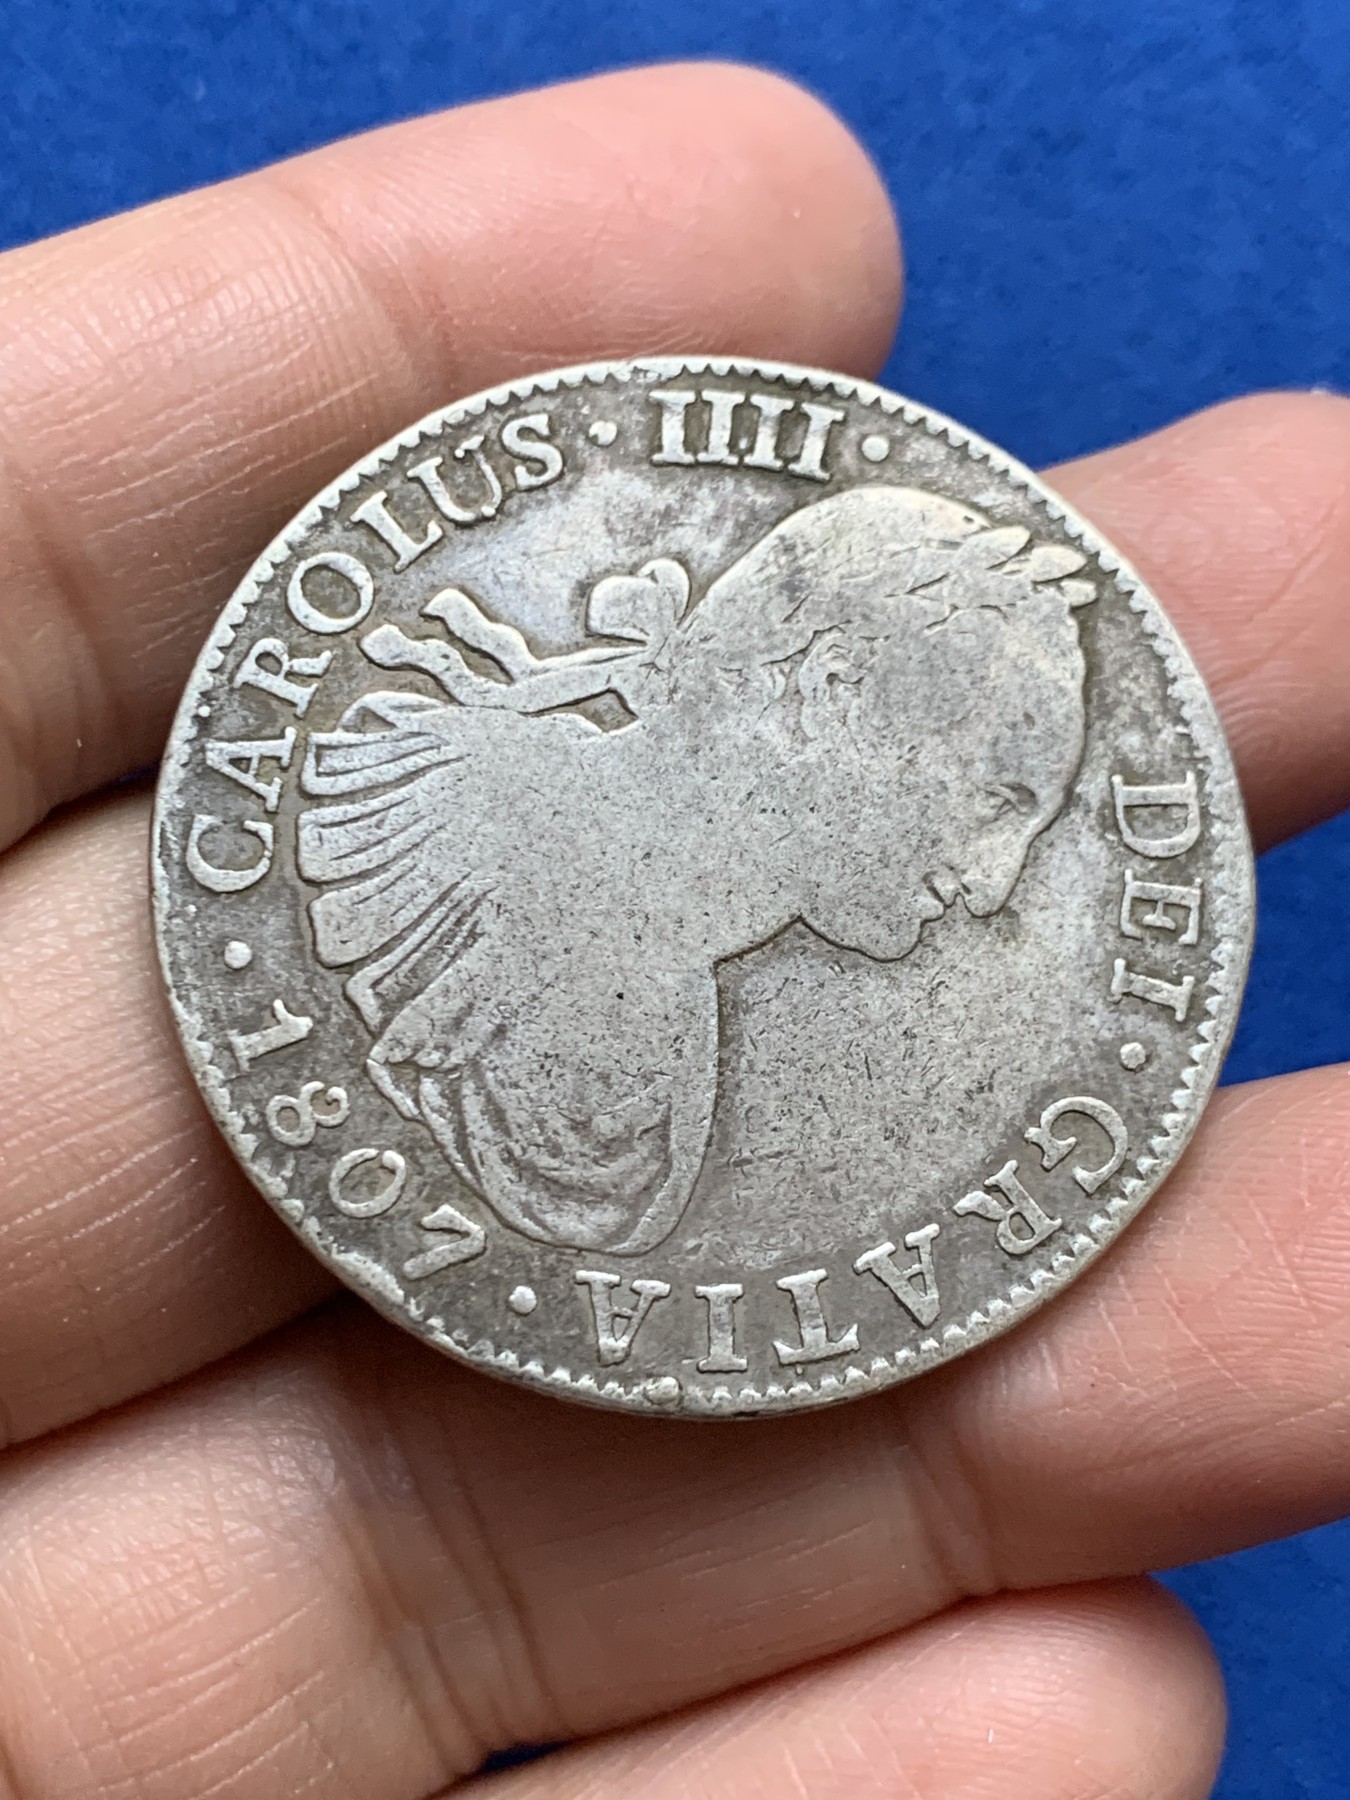 · 1807 · CAROLUS · IIII · DEI · GRATIA